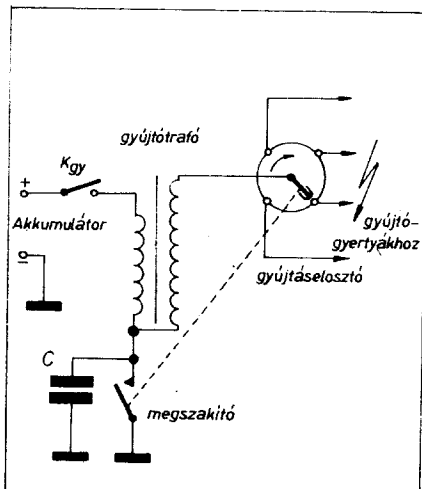 gyújtótrafó
Kgy
+
Akkumulátor
−
gyújtó-
gyertyákhoz
gyújtáselosztó
C
megszakító